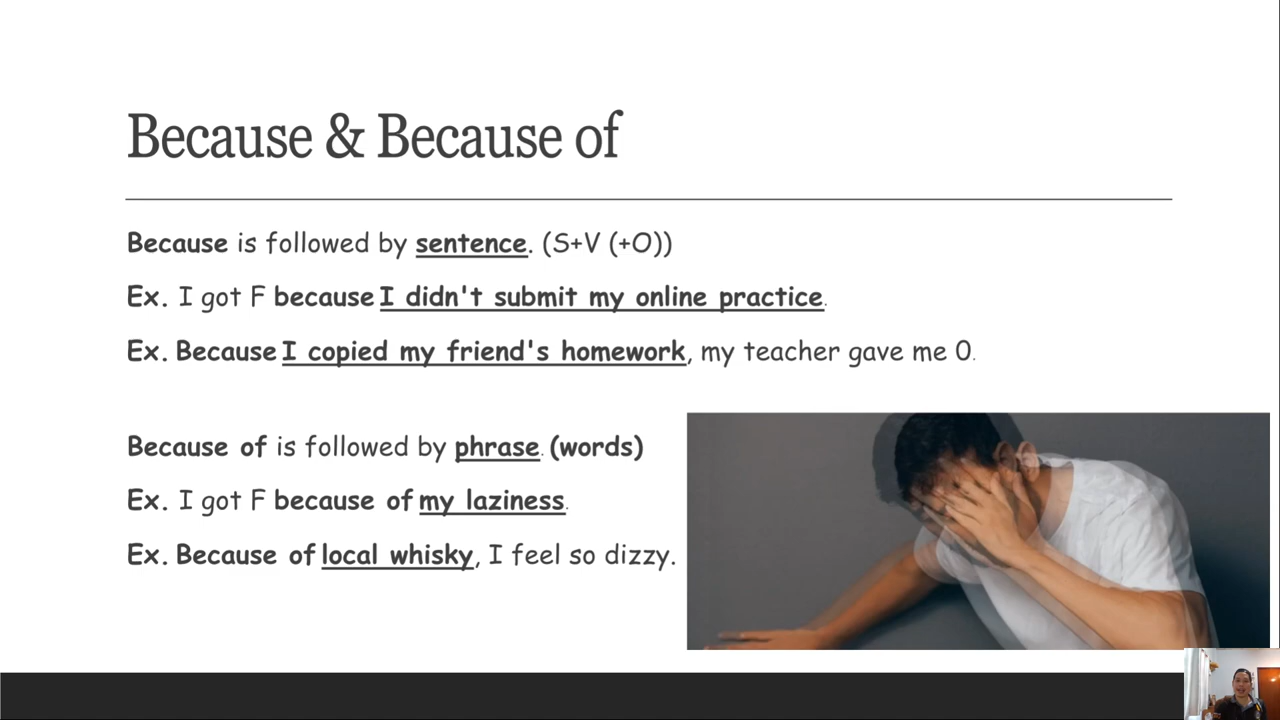 Because & Because of
Because is followed by sentence. (S+V (+O))
Ex. I got F because I didn't submit my online practice.
Ex. Because I copied my friend's homework, my teacher gave me 0.
Because of is followed by phrase. (words)
Ex. I got F because of my laziness.
Ex. Because of local whisky, I feel so dizzy.